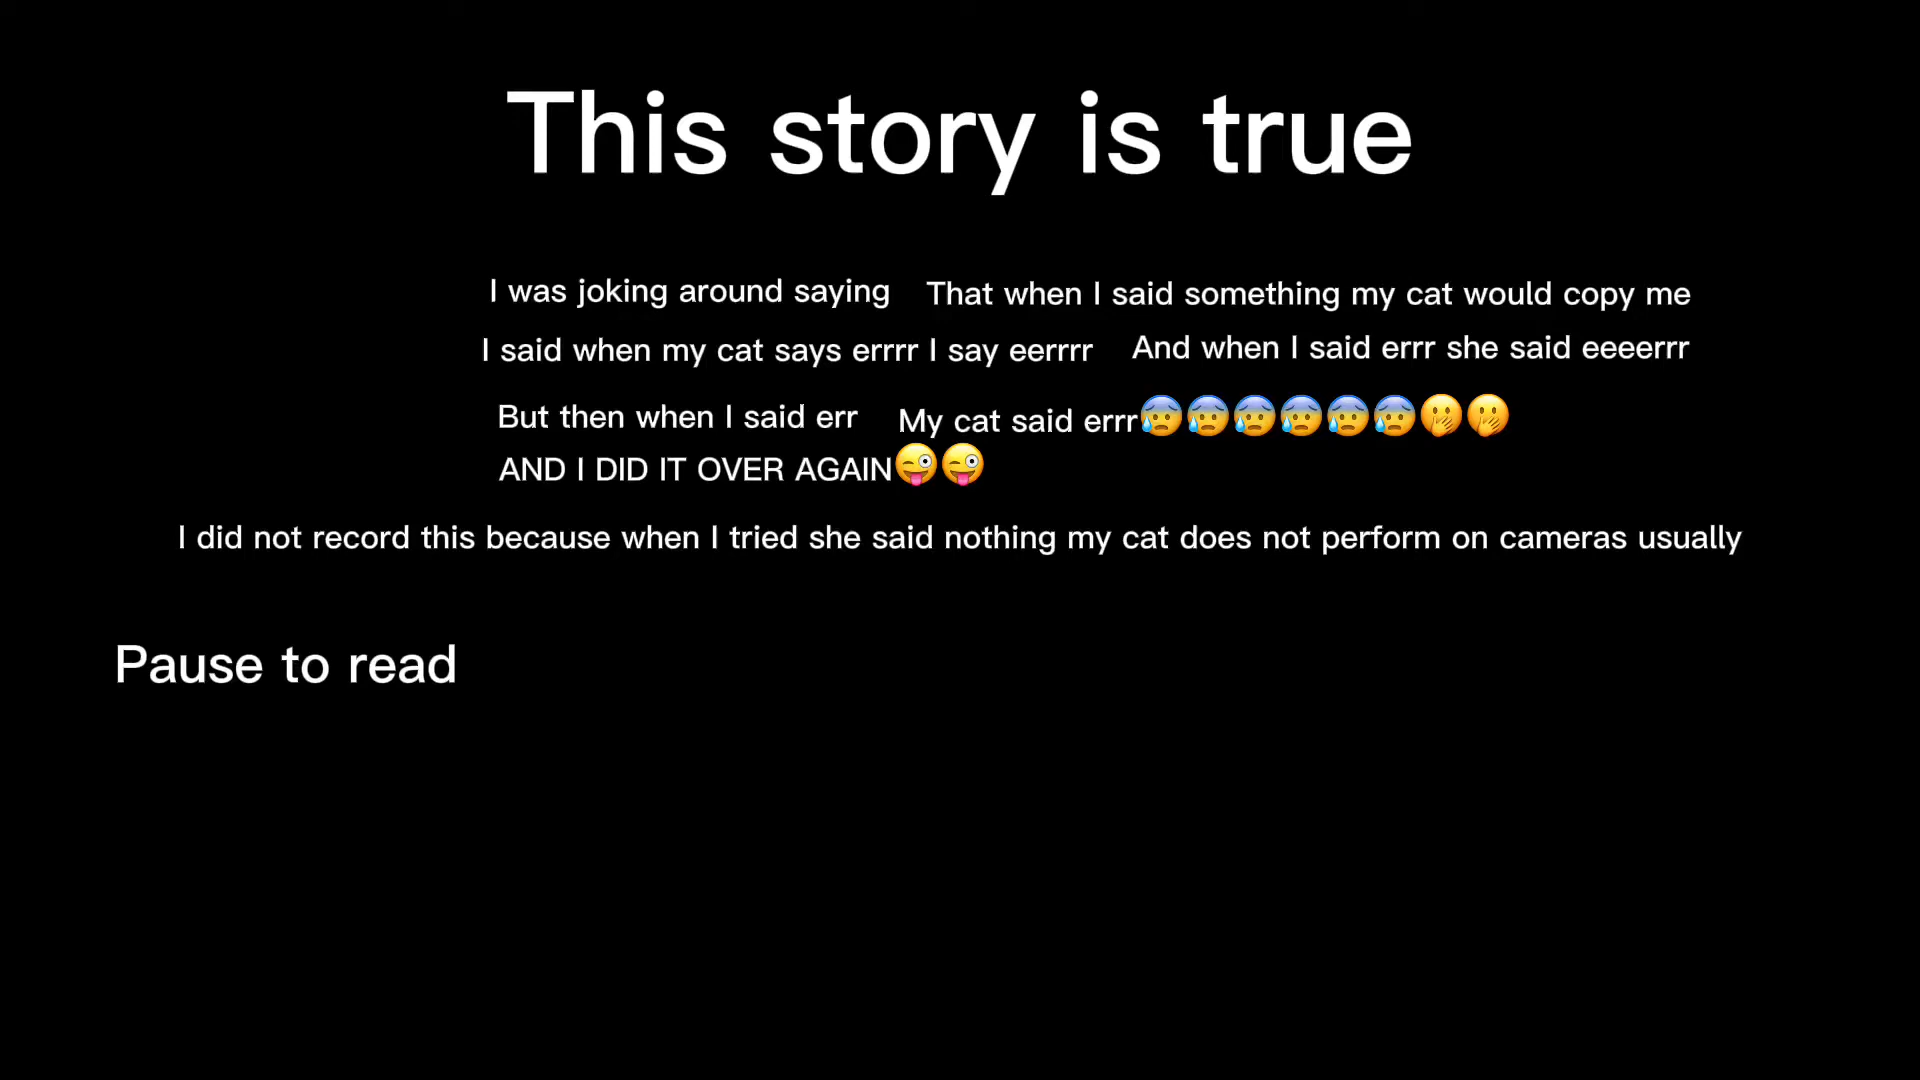 This story is true
I was joking around saying That when I said something my cat would copy me
I said when my cat says errrr I say eerrrr And when I said errr she said eeeerrr
But then when I said err My cat said errr😰😰😰😰😰😰🤭🤭
AND I DID IT OVER AGAIN😜😜
I did not record this because when I tried she said nothing my cat does not perform on cameras usually
Pause to read